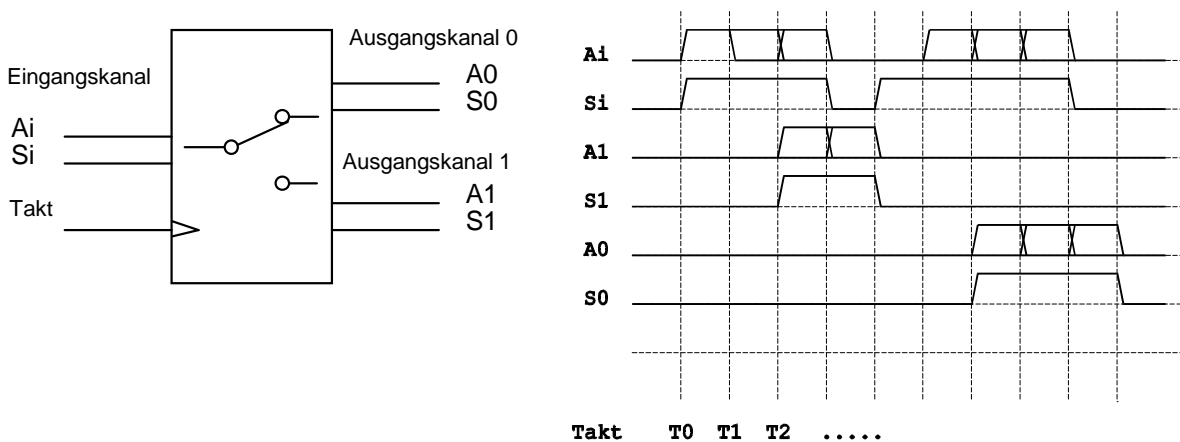 Eingangskanal
Ai
Si
Takt
Ausgangskanal 0
A0
S0
Ausgangskanal 1
A1
S1
Ai
Si
A1
S1
A0
S0
Takt T0 T1 T2 .....